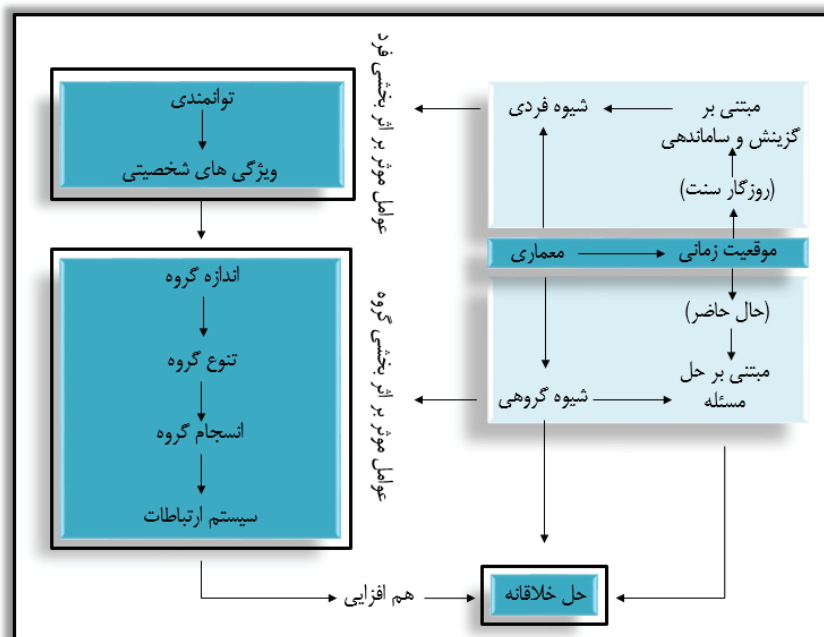 مبتنی بر
گزینش و ساماندهی
شیوه فردی
(روزگار سنت)
موقعیت زمانی
معماری
(حال حاضر)
مبتنی بر حل
مسئله
شیوه گروهی
عوامل موثر بر اثر بخشی فرد
توانمندی
ویژگی های شخصیتی
عوامل موثر بر اثر بخشی گروه
اندازه گروه
تنوع گروه
انسجام گروه
سیستم ارتباطات
هم افزایی
حل خلاقانه